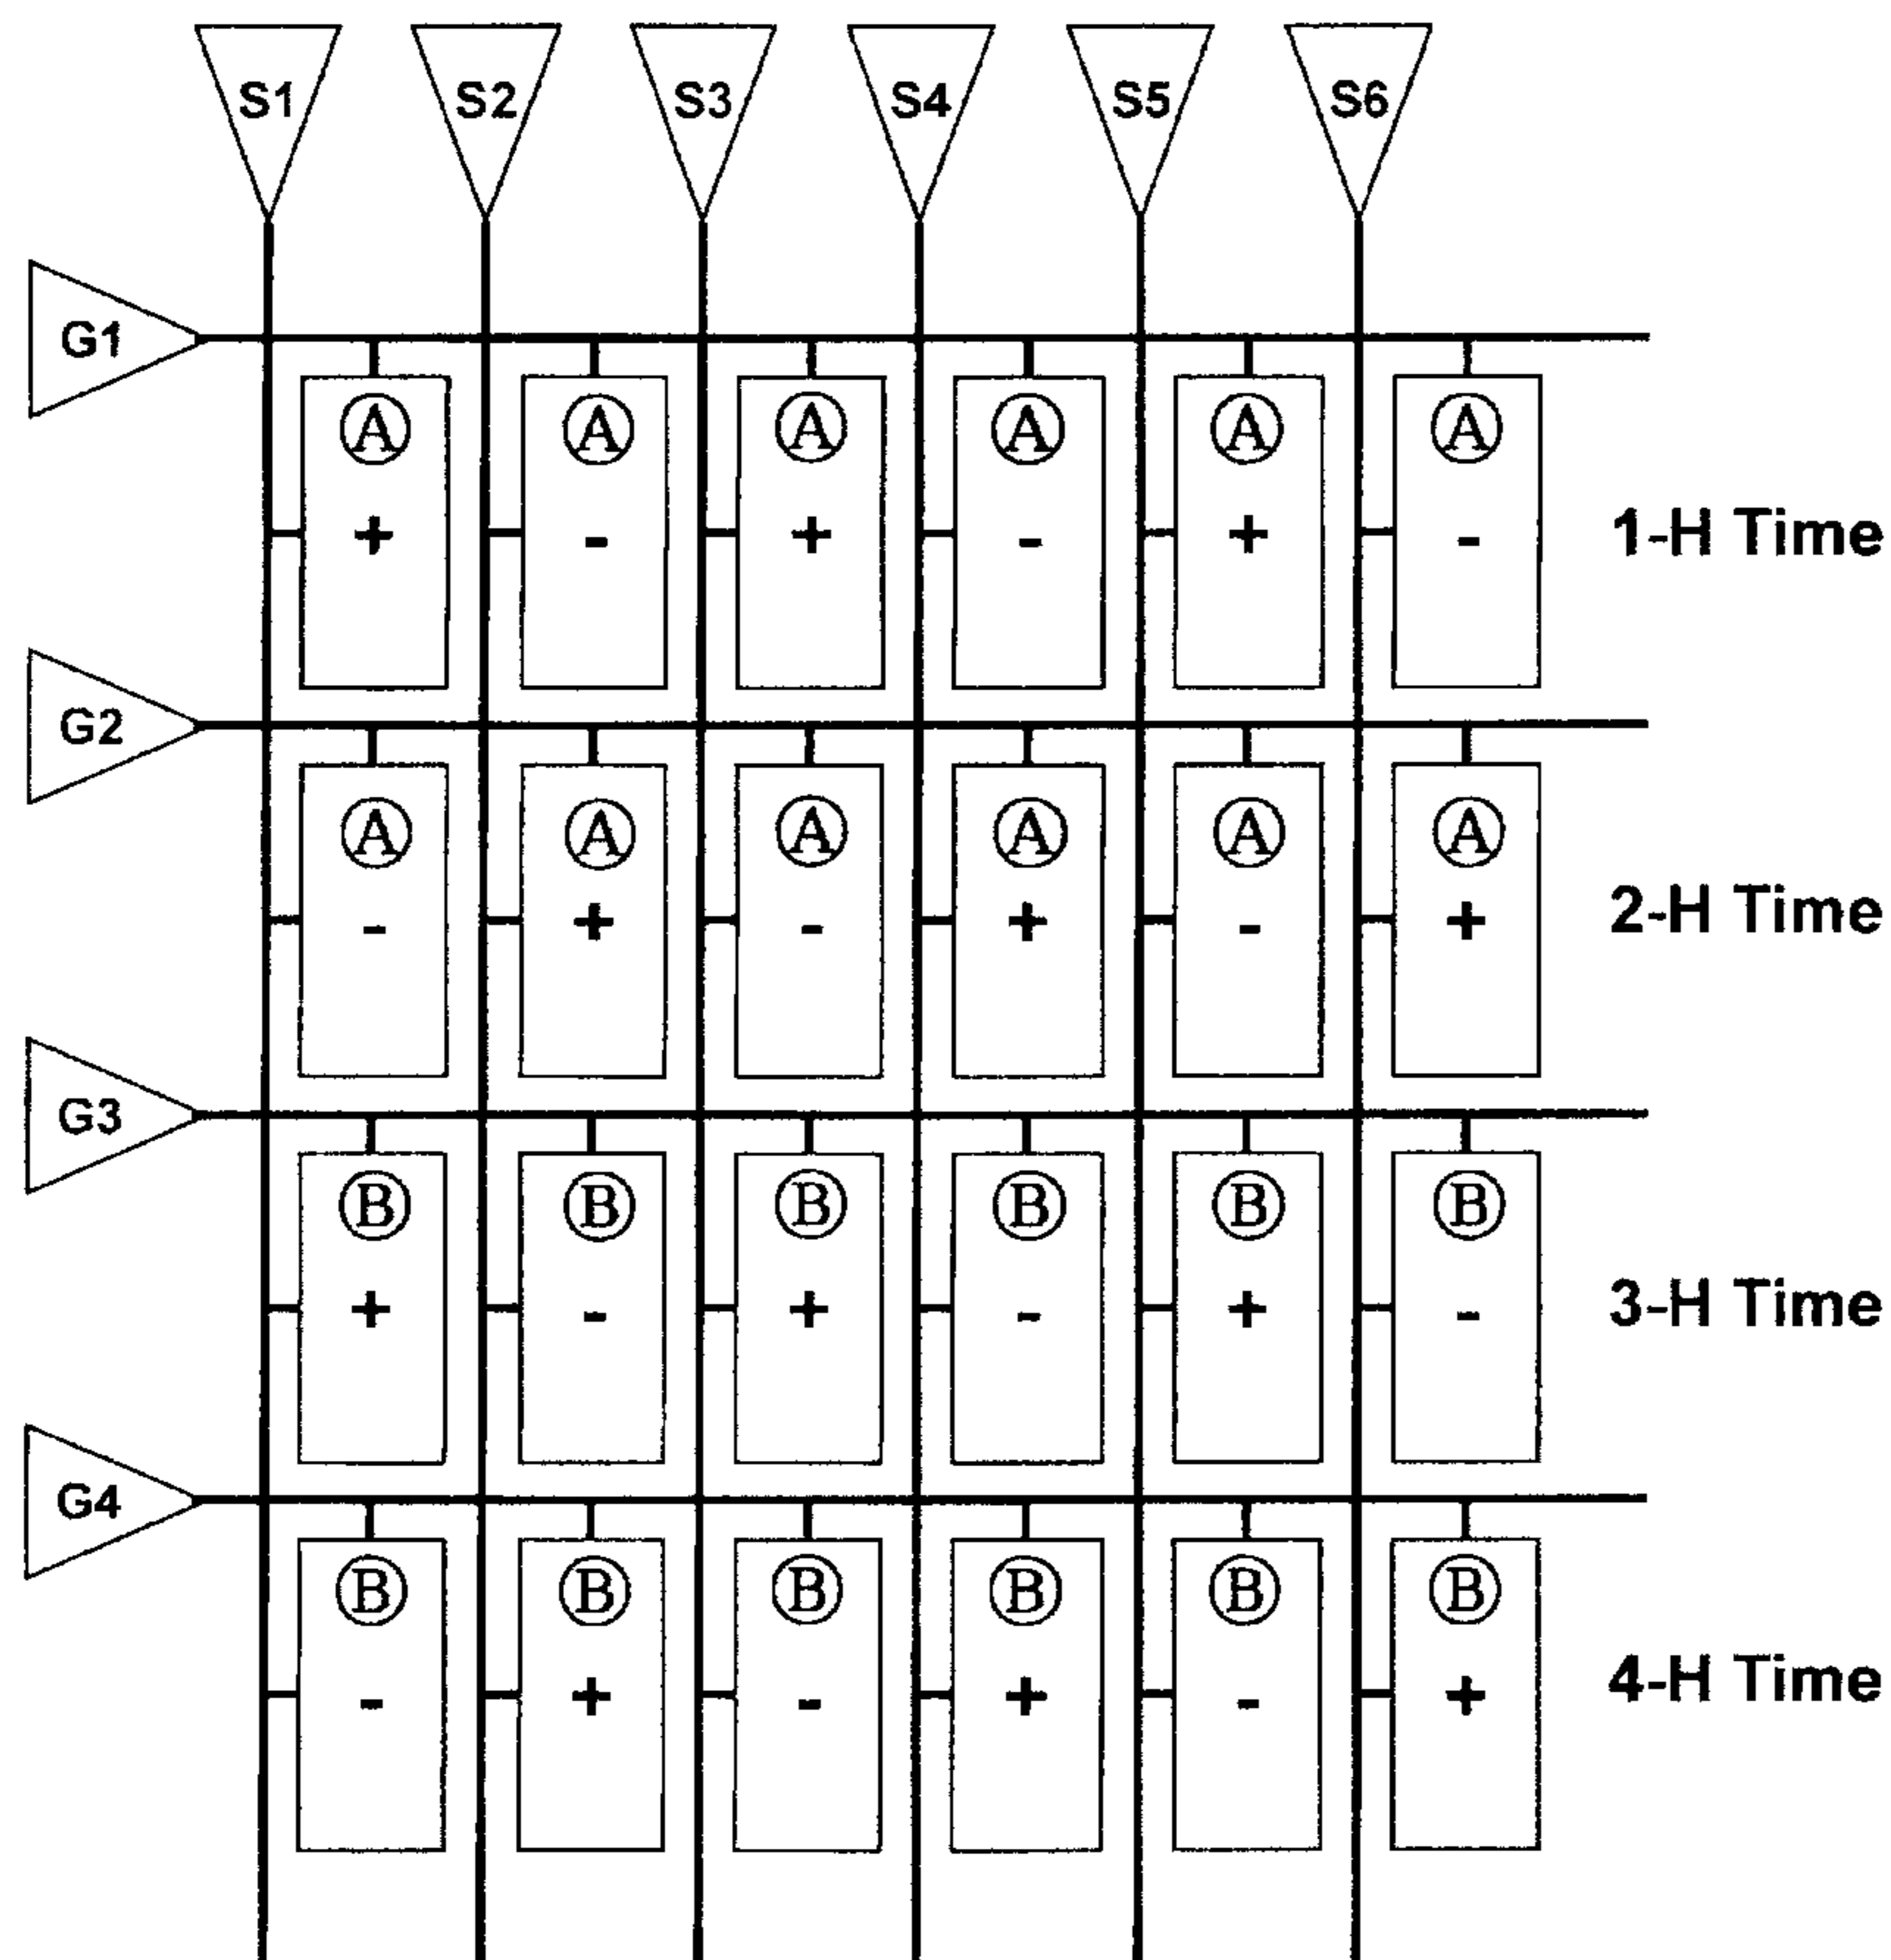 S1 S2 S3 S4 S5 S6
G1
Ⓐ Ⓐ Ⓐ Ⓐ Ⓐ Ⓐ
+ - + - + - 1-H Time
G2
Ⓐ Ⓐ Ⓐ Ⓐ Ⓐ Ⓐ
- + - + - + 2-H Time
G3
Ⓑ Ⓑ Ⓑ Ⓑ Ⓑ Ⓑ
+ - + - + - 3-H Time
G4
Ⓑ Ⓑ Ⓑ Ⓑ Ⓑ Ⓑ
- + - + - + 4-H Time